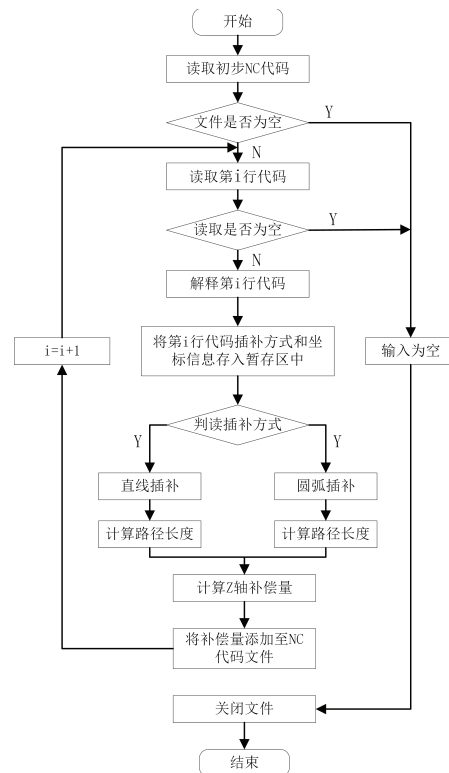 开始
读取初步NC代码
文件是否为空
Y
N
读取第i行代码
读取是否为空
Y
N
解释第i行代码
将第i行代码插补方式和坐
标信息存入暂存区中
i=i+1
输入为空
判读插补方式
Y
Y
直线插补
圆弧插补
计算路径长度
计算路径长度
计算Z轴补偿量
将补偿量添加至NC
代码文件
关闭文件
结束